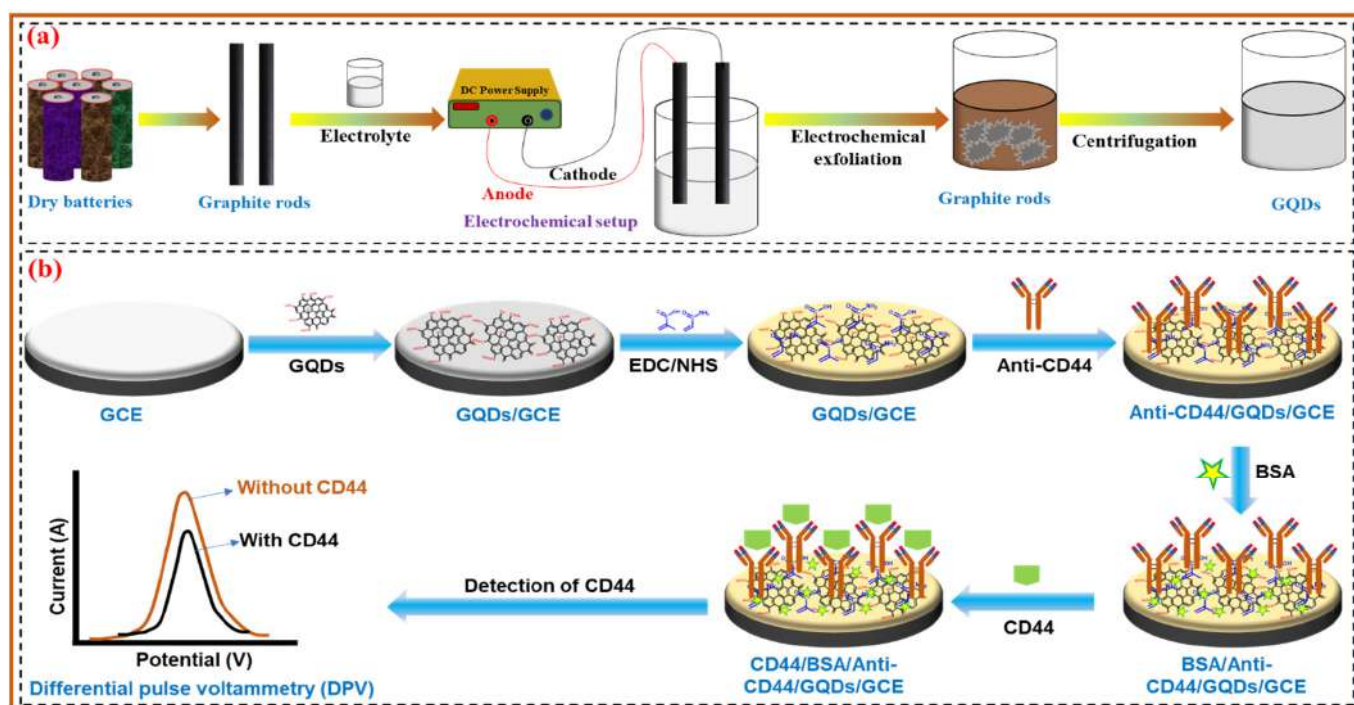 (a)
Dry batteries
Graphite rods
Electrolyte
DC Power Supply
Cathode
Anode
Electrochemical setup
Electrochemical
exfoliation
Graphite rods
Centrifugation
GQDs
(b)
GCE
GQDs
GQDs/GCE
EDC/NHS
GQDs/GCE
Anti-CD44
Anti-CD44/GQDs/GCE
BSA
BSA/Anti-
CD44/GQDs/GCE
CD44
CD44/BSA/Anti-
CD44/GQDs/GCE
Detection of CD44
Without CD44
With CD44
Current (A)
Potential (V)
Differential pulse voltammetry (DPV)